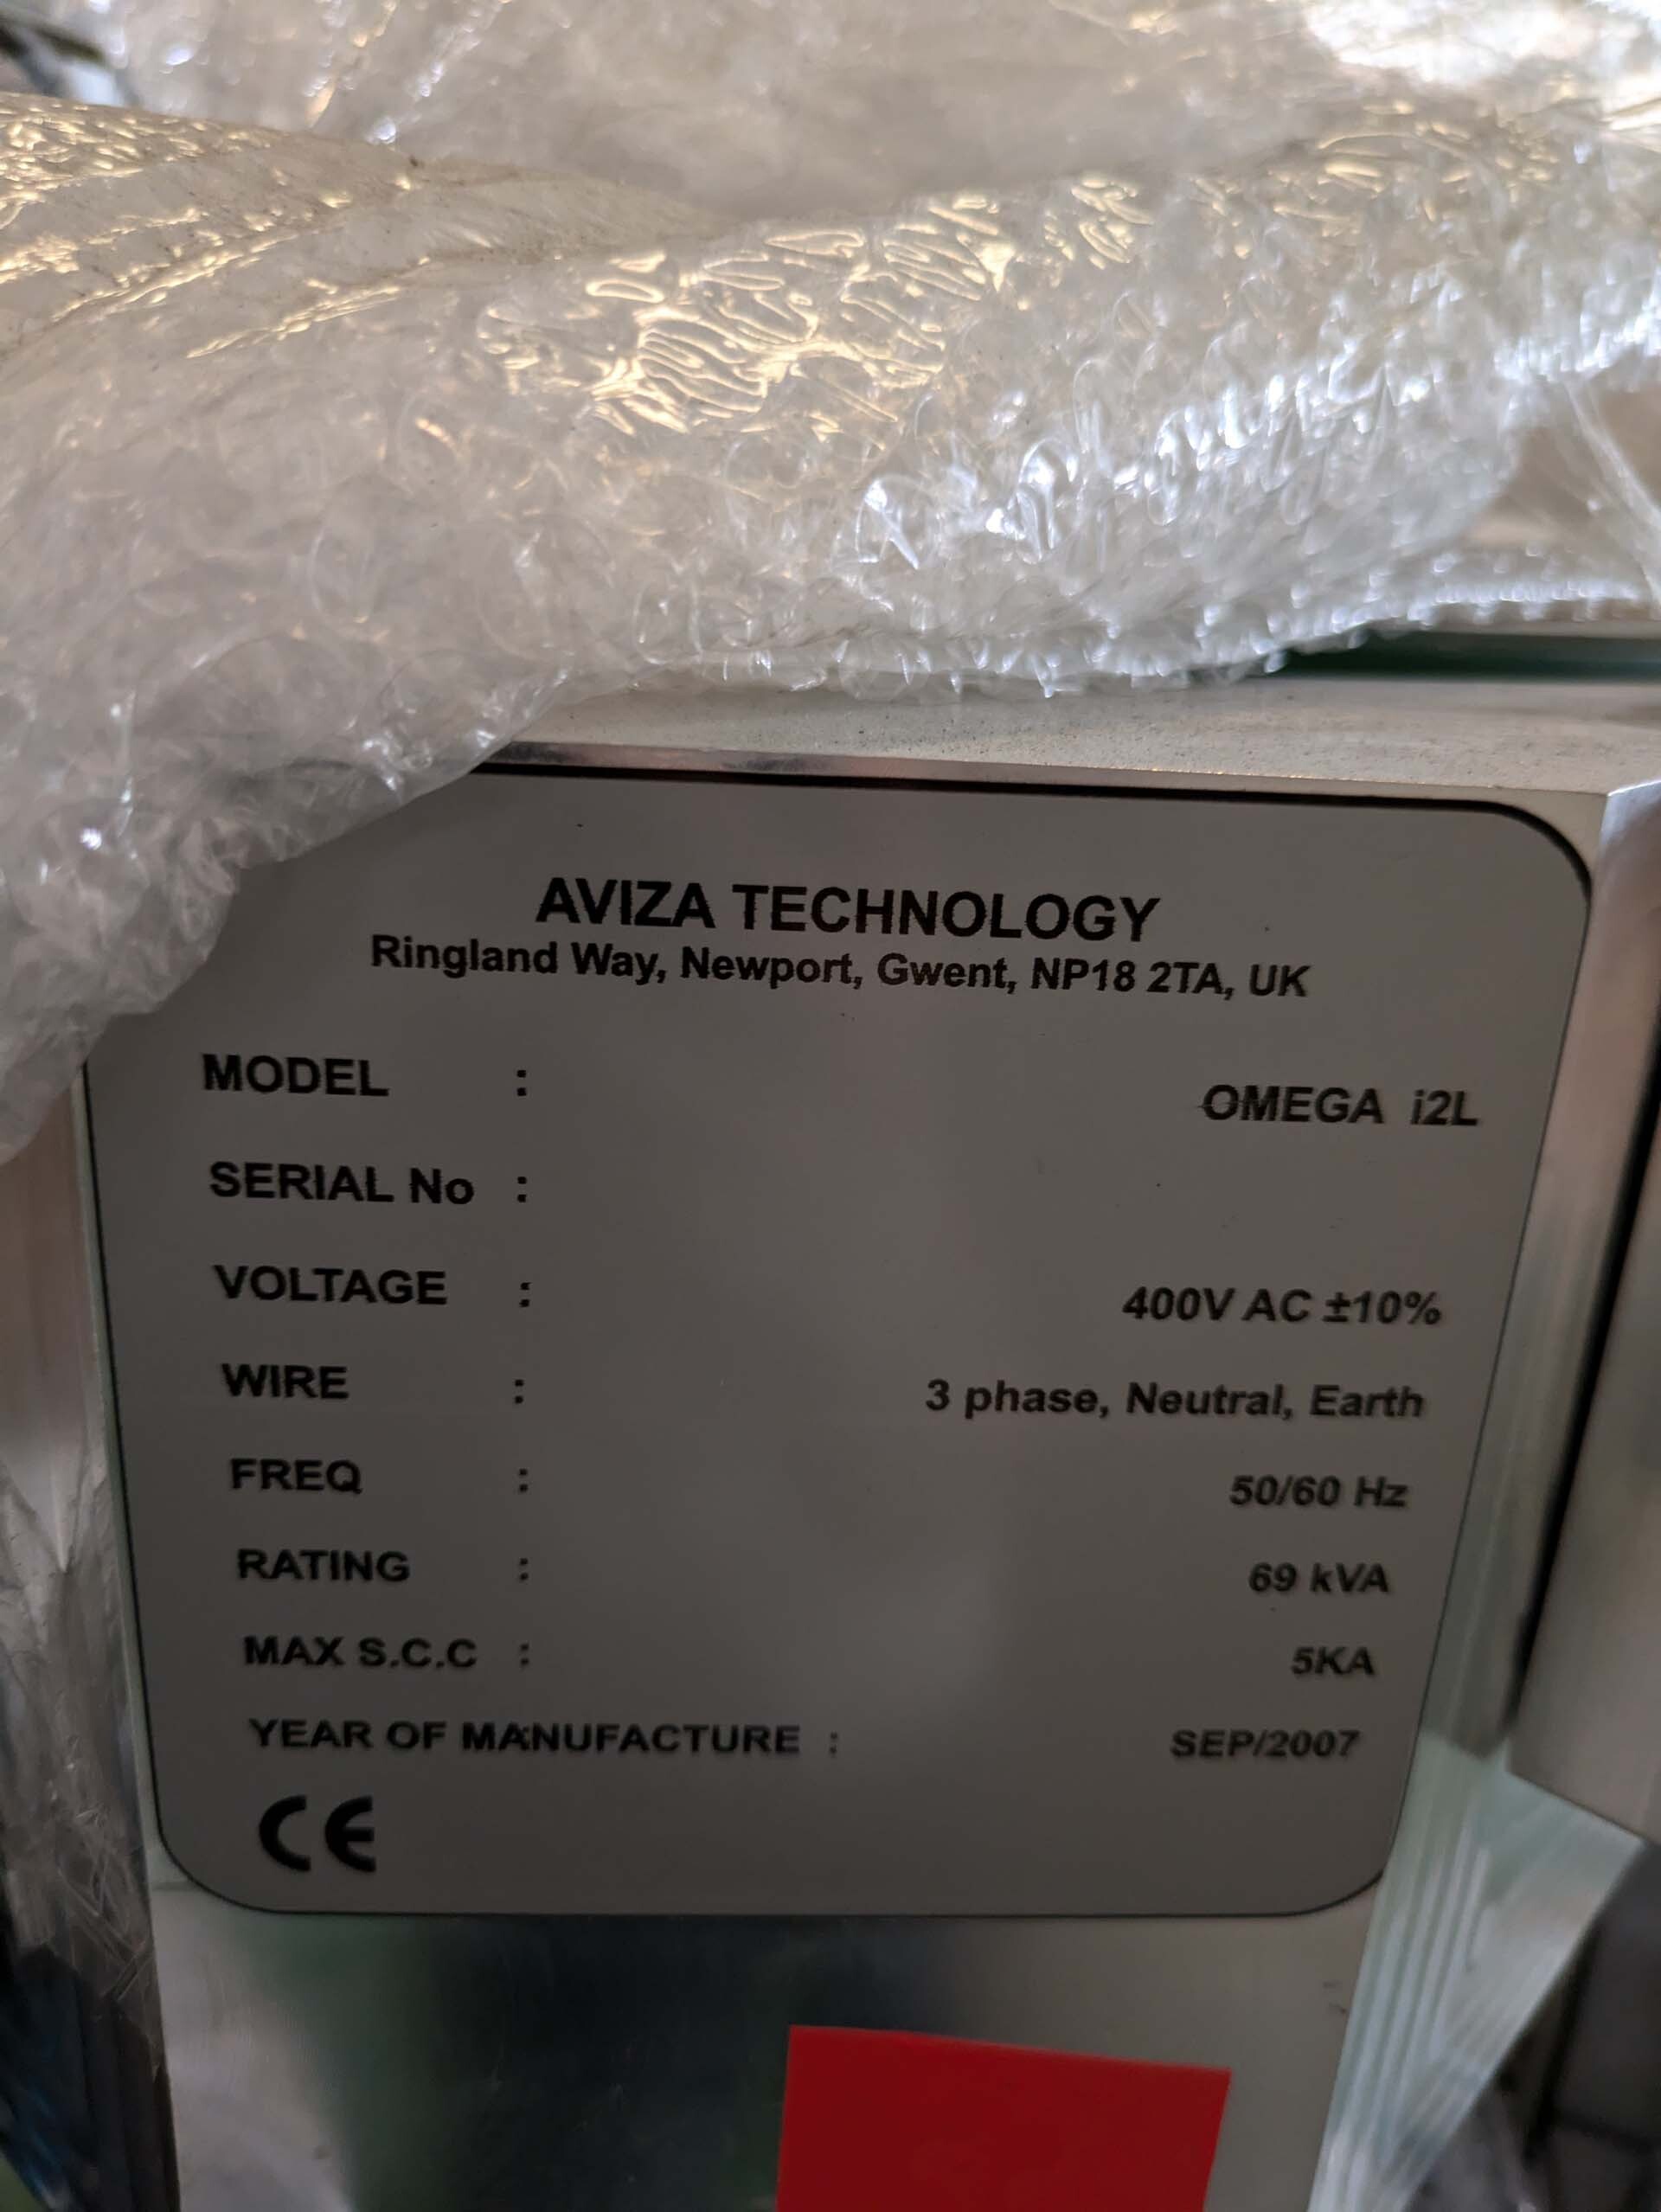 AVIZA TECHNOLOGY
Ringland Way, Newport, Gwent, NP18 2TA, UK
MODEL : OMEGA i2L
SERIAL No :
VOLTAGE : 400V AC ±10%
WIRE : 3 phase, Neutral, Earth
FREQ : 50/60 Hz
RATING : 69 kVA
MAX S.C.C : 5KA
YEAR OF MANUFACTURE : SEP/2007
CE